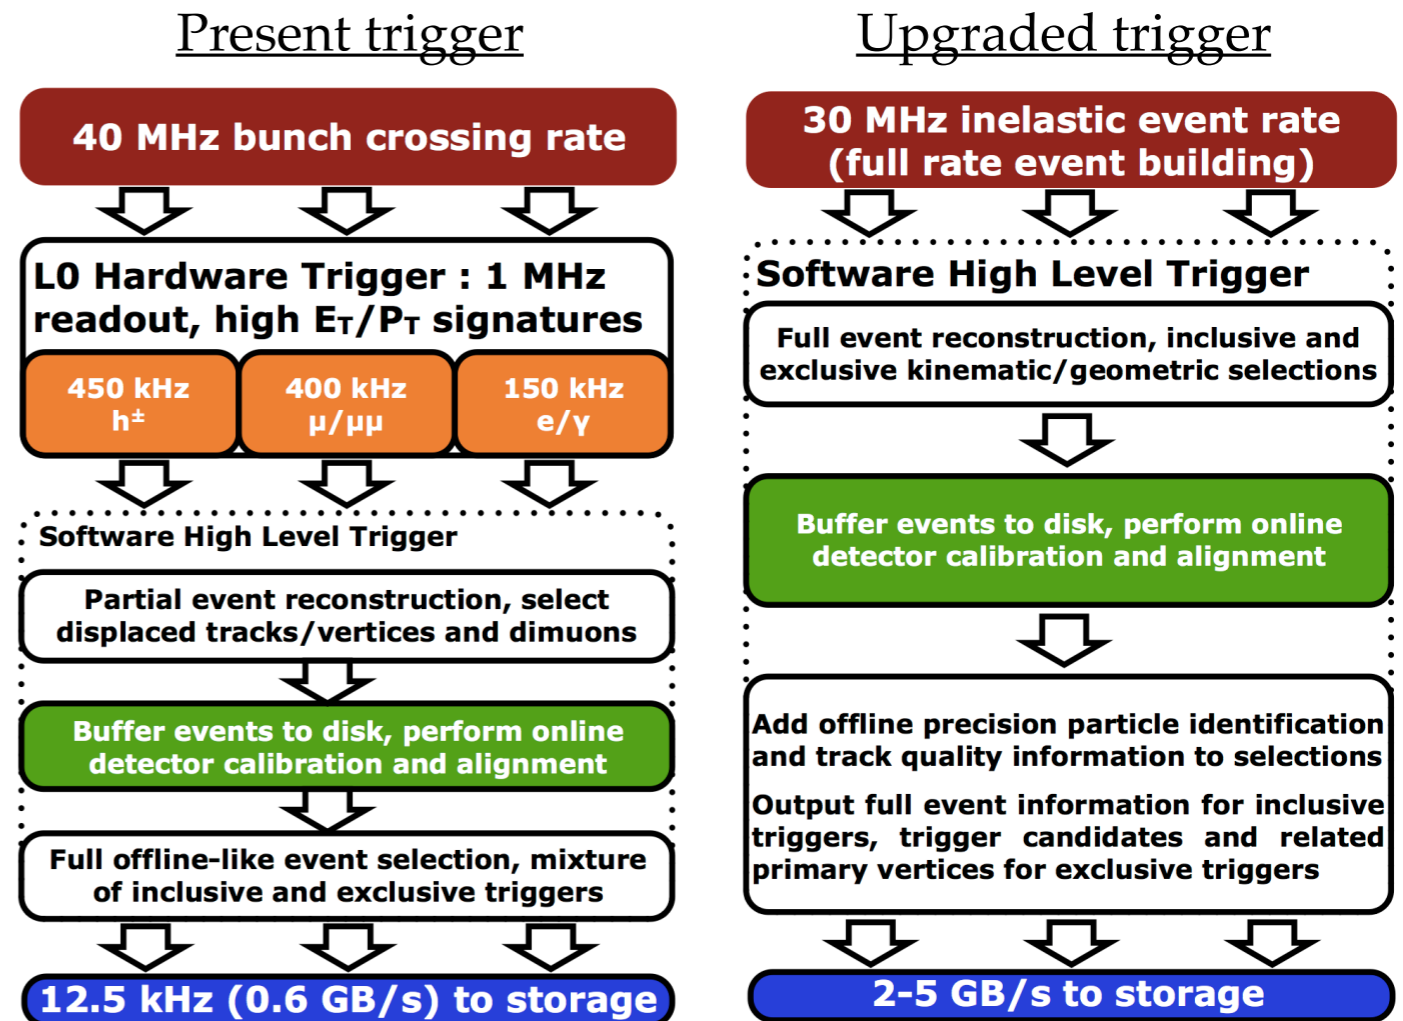 Present trigger
40 MHz bunch crossing rate
L0 Hardware Trigger : 1 MHz
readout, high ET/PT signatures
450 kHz
h±
400 kHz
μ/μμ
150 kHz
e/γ
Software High Level Trigger
Partial event reconstruction, select
displaced tracks/vertices and dimuons
Buffer events to disk, perform online
detector calibration and alignment
Full offline-like event selection, mixture
of inclusive and exclusive triggers
12.5 kHz (0.6 GB/s) to storage
Upgraded trigger
30 MHz inelastic event rate
(full rate event building)
Software High Level Trigger
Full event reconstruction, inclusive and
exclusive kinematic/geometric selections
Buffer events to disk, perform online
detector calibration and alignment
Add offline precision particle identification
and track quality information to selections
Output full event information for inclusive
triggers, trigger candidates and related
primary vertices for exclusive triggers
2-5 GB/s to storage